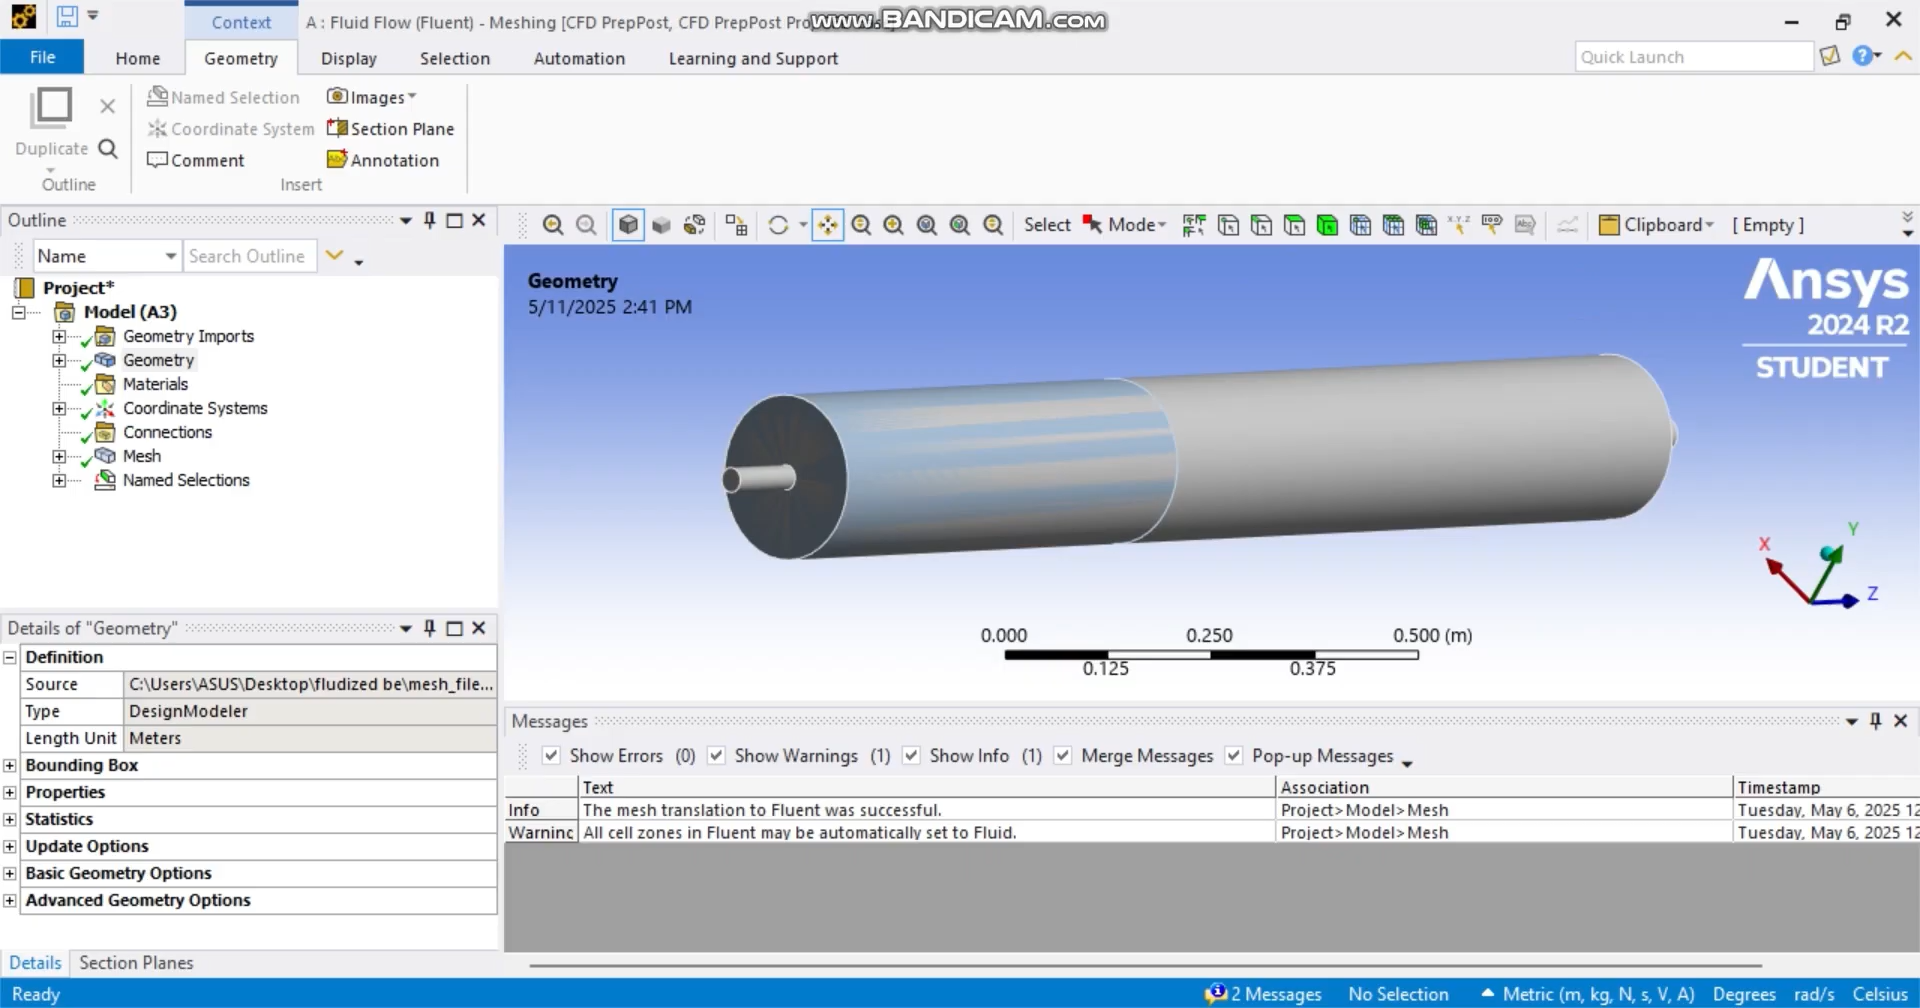 Context
A : Fluid Flow (Fluent) - Meshing [CFD PrepPost, CFD PrepPost Pro
www.BANDICAM.com
File
Home
Geometry
Display
Selection
Automation
Learning and Support
Quick Launch
Duplicate
Outline
Named Selection
Coordinate System
Comment
Images
Section Plane
Annotation
Insert
Outline
Name
Search Outline
Project*
Model (A3)
Geometry Imports
Geometry
Materials
Coordinate Systems
Connections
Mesh
Named Selections
Select
Mode
Clipboard
[ Empty ]
Geometry
5/11/2025 2:41 PM
Ansys
2024 R2
STUDENT
X
Y
Z
0.000
0.250
0.500 (m)
0.125
0.375
Details of "Geometry"
Definition
Source C:\Users\ASUS\Desktop\fludized be\mesh_file...
Type DesignModeler
Length Unit Meters
Bounding Box
Properties
Statistics
Update Options
Basic Geometry Options
Advanced Geometry Options
Details
Section Planes
Messages
Show Errors (0) Show Warnings (1) Show Info (1) Merge Messages Pop-up Messages
Text Association Timestamp
Info The mesh translation to Fluent was successful. Project>Model>Mesh Tuesday, May 6, 2025 12
Warninc All cell zones in Fluent may be automatically set to Fluid. Project>Model>Mesh Tuesday, May 6, 2025 12
Ready
2 Messages
No Selection
Metric (m, kg, N, s, V, A)
Degrees
rad/s
Celsius